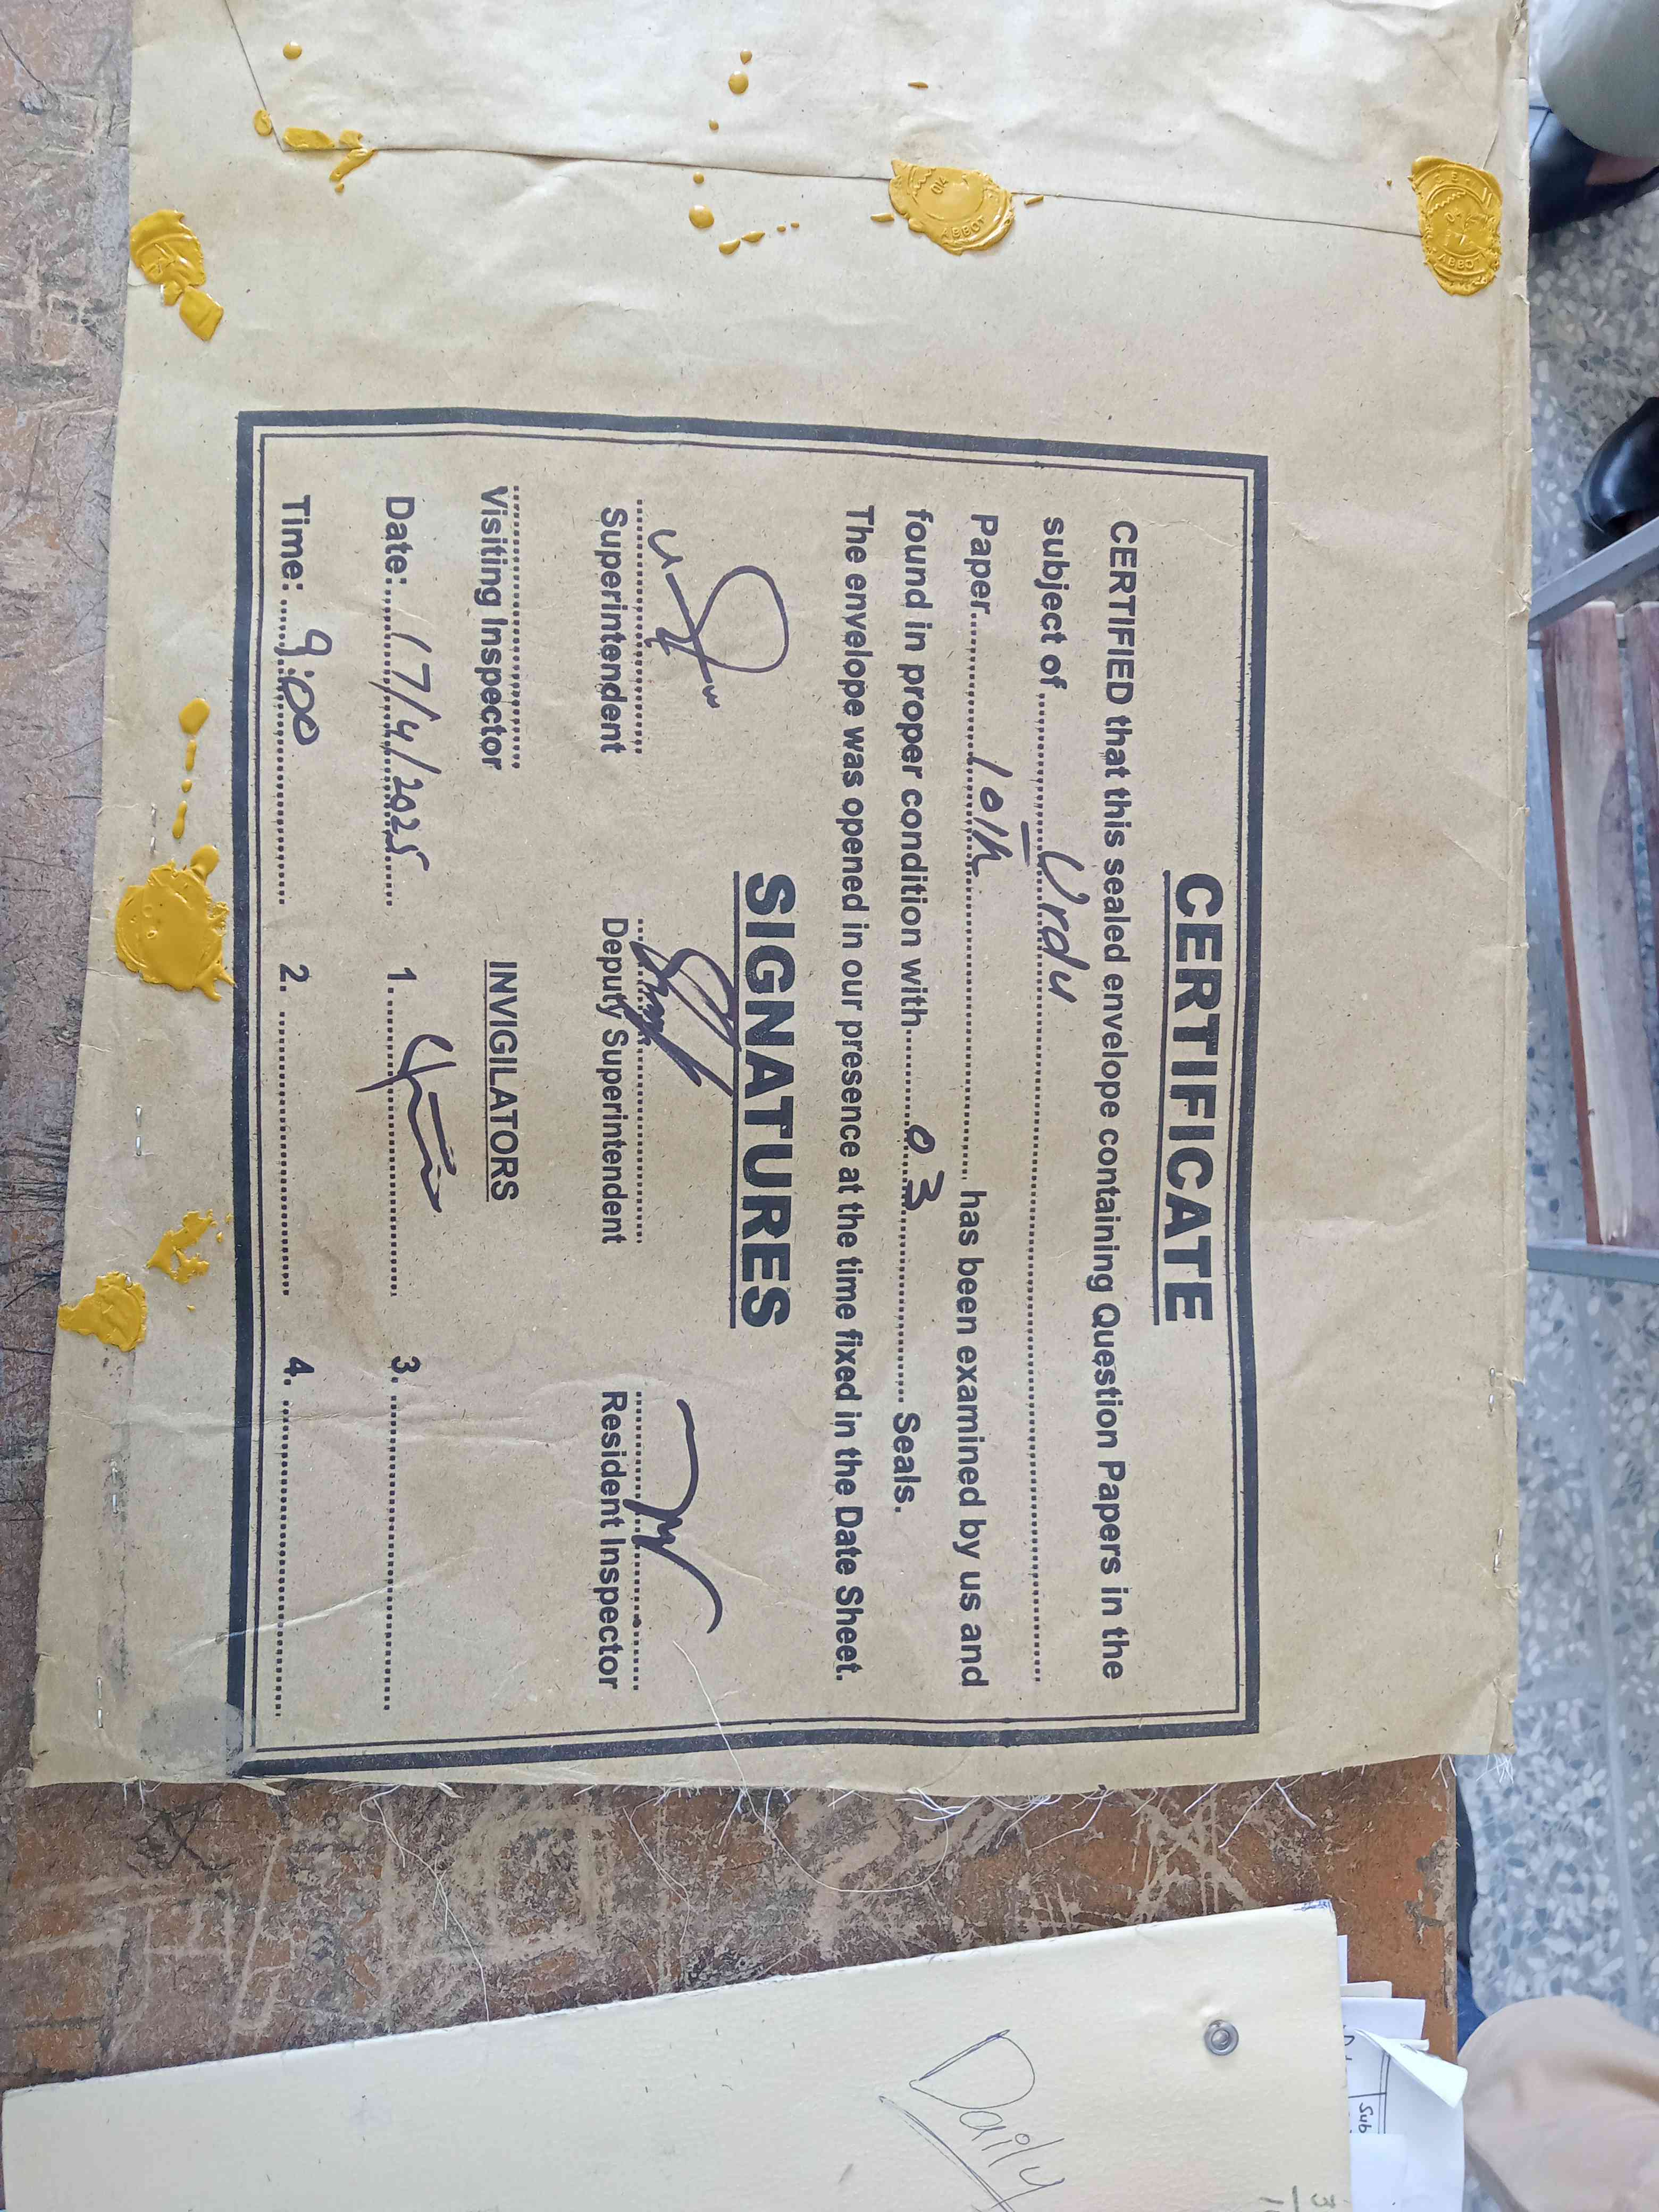 CERTIFICATE
CERTIFIED that this sealed envelope containing Question Papers in the
subject of ........ Urdu ........
Paper ........ 10th ........ has been examined by us and
found in proper condition with ........ 03 ........ Seals.
The envelope was opened in our presence at the time fixed in the Date Sheet.
SIGNATURES
Superintendent Deputy Superintendent Resident Inspector
Visiting Inspector INVIGILATORS
Date: 17/4/2025 1. ........ 3. ........
Time: 9:00 2. ........ 4. ........
Daily
Sub